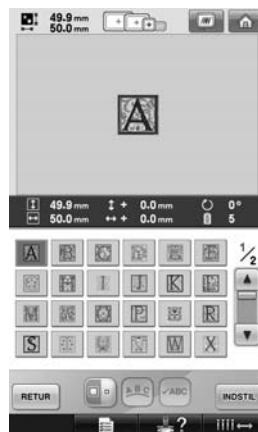 49.9 mm
50.0 mm
A
49.9 mm + 0.0 mm 0°
50.0 mm + 0.0 mm 5
A B C E 1/2
H I J K L
M O P R
S W X
RETUR ABC ✓ABC INDSTIL
?